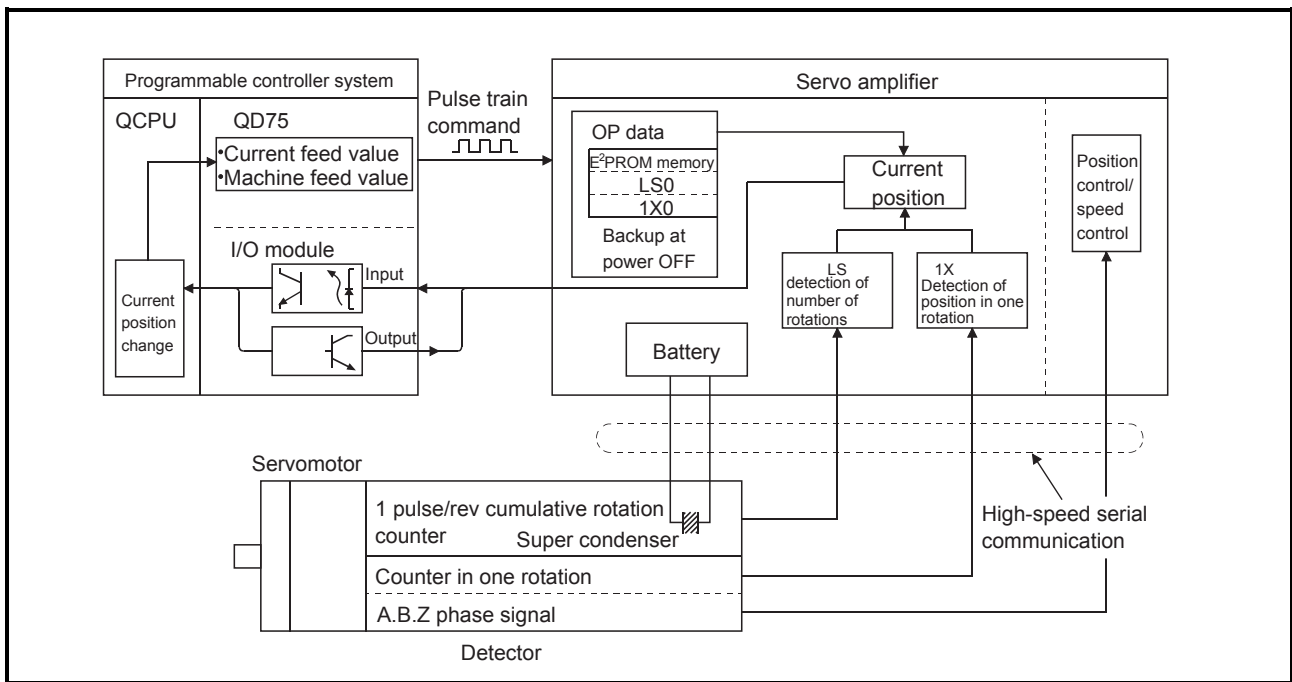 Programmable controller system
QCPU
QD75
•Current feed value
•Machine feed value
I/O module
Input
Output
Current
position
change
Pulse train
command
Servo amplifier
OP data
E²PROM memory
LS0
1X0
Backup at
power OFF
Current
position
LS
detection of
number of
rotations
1X
Detection of
position in one
rotation
Position
control/
speed
control
Battery
Servomotor
1 pulse/rev cumulative rotation
counter
Super condenser
Counter in one rotation
A.B.Z phase signal
Detector
High-speed serial
communication